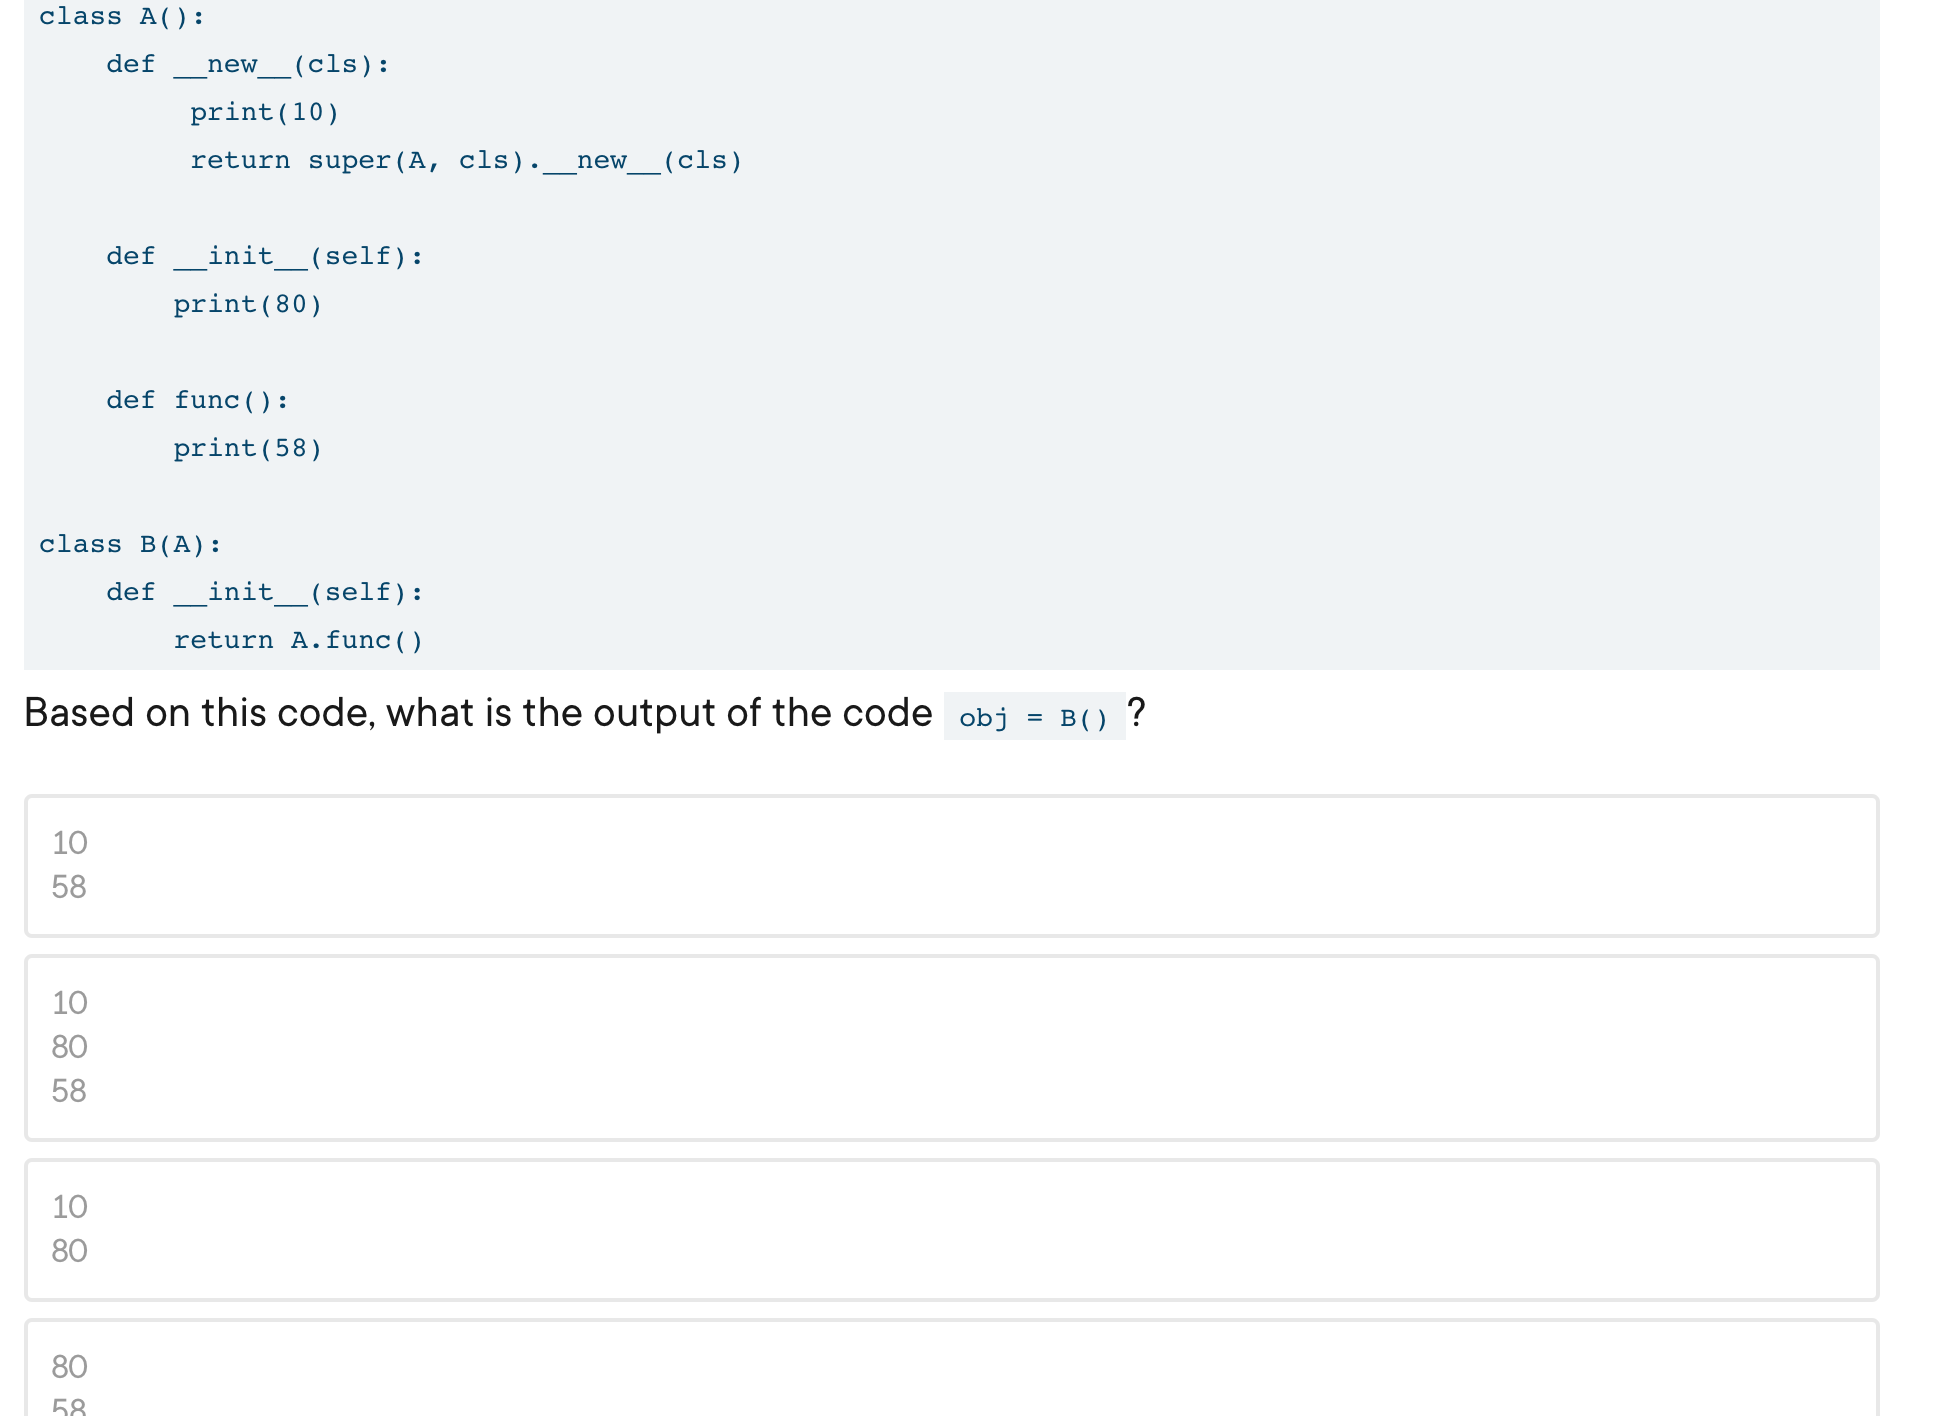 class A():
    def __new__(cls):
         print(10)
         return super(A, cls).__new__(cls)
    def __init__(self):
        print(80)
    def func():
        print(58)
class B(A):
    def __init__(self):
        return A.func()
Based on this code, what is the output of the code obj = B()?
10
58
10
80
58
10
80
80
58